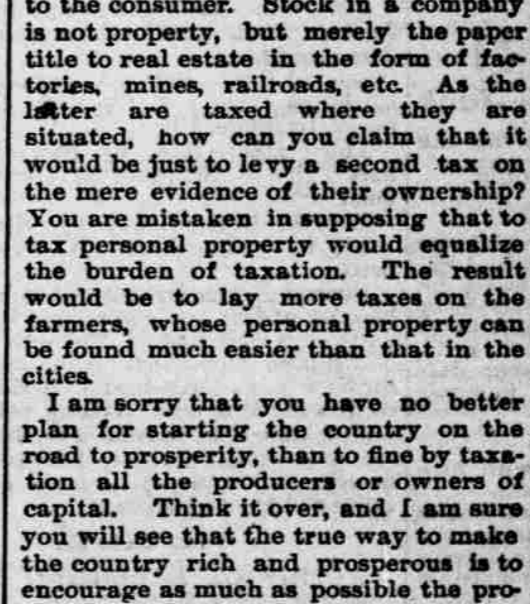 to the consumer. Stock in a company
is not property, but merely the paper
title to real estate in the form of fac-
tories, mines, railroads, etc. As the
latter are taxed where they are
situated, how can you claim that it
would be just to levy a second tax on
the mere evidence of their ownership?
You are mistaken in supposing that to
tax personal property would equalize
the burden of taxation. The result
would be to lay more taxes on the
farmers, whose personal property can
be found much easier than that in the
cities.
I am sorry that you have no better
plan for starting the country on the
road to prosperity, than to fine by taxa-
tion all the producers or owners of
capital. Think it over, and I am sure
you will see that the true way to make
the country rich and prosperous is to
encourage as much as possible the pro-